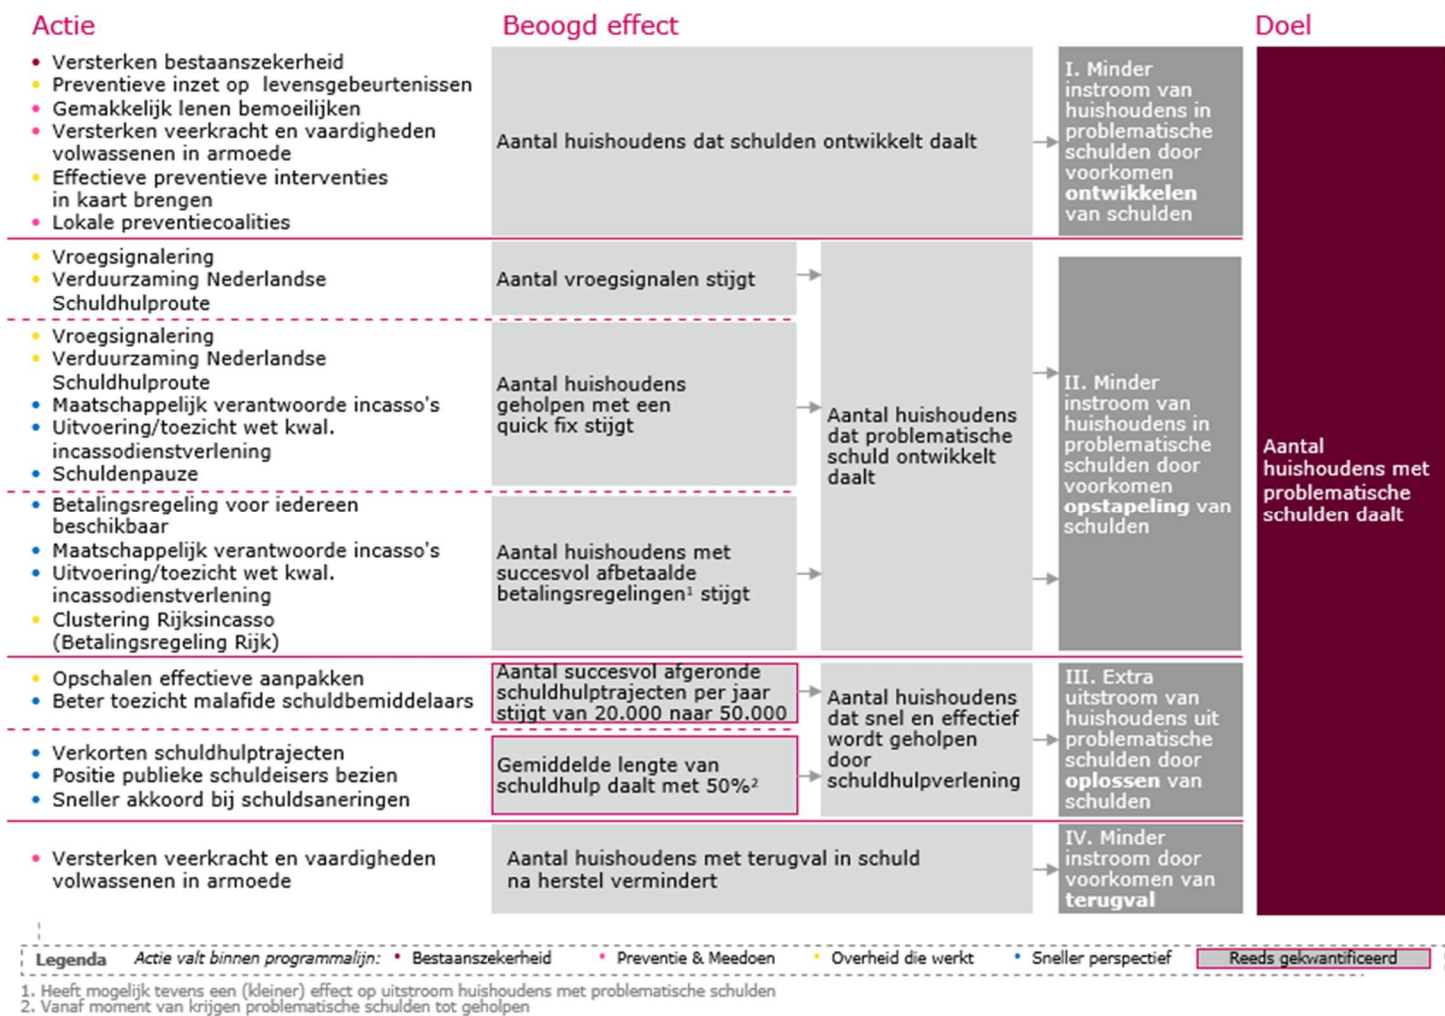 Actie
Beoogd effect
Doel
• Versterken bestaanszekerheid
• Preventieve inzet op levensgebeurtenissen
• Gemakkelijk lenen bemoeilijken
• Versterken veerkracht en vaardigheden
volwassenen in armoede
• Effectieve preventieve interventies
in kaart brengen
• Lokale preventiecoalities
Aantal huishoudens dat schulden ontwikkelt daalt
I. Minder
instroom van
huishoudens in
problematische
schulden door
voorkomen
ontwikkelen
van schulden
• Vroegsignalering
• Verduurzaming Nederlandse
Schuldhulproute
Aantal vroegsignalen stijgt
• Vroegsignalering
• Verduurzaming Nederlandse
Schuldhulproute
• Maatschappelijk verantwoorde incasso's
• Uitvoering/toezicht wet kwal.
incassodienstverlening
• Schuldenpauze
Aantal huishoudens
geholpen met een
quick fix stijgt
• Betalingsregeling voor iedereen
beschikbaar
• Maatschappelijk verantwoorde incasso's
• Uitvoering/toezicht wet kwal.
incassodienstverlening
• Clustering Rijksincasso
(Betalingsregeling Rijk)
Aantal huishoudens met
succesvol afbetaalde
betalingsregelingen¹ stijgt
Aantal huishoudens
dat problematische
schuld ontwikkelt
daalt
II. Minder
instroom van
huishoudens in
problematische
schulden door
voorkomen
opstapeling van
schulden
• Opschalen effectieve aanpakken
• Beter toezicht malafide schuldbemiddelaars
Aantal succesvol afgeronde
schuldhulptrajecten per jaar
stijgt van 20.000 naar 50.000
• Verkorten schuldhulptrajecten
• Positie publieke schuldeisers bezien
• Sneller akkoord bij schuldsaneringen
Gemiddelde lengte van
schuldhulp daalt met 50%²
Aantal huishoudens
dat snel en effectief
wordt geholpen
door
schuldhulpverlening
III. Extra
uitstroom van
huishoudens uit
problematische
schulden door
oplossen van
schulden
• Versterken veerkracht en vaardigheden
volwassenen in armoede
Aantal huishoudens met terugval in schuld
na herstel vermindert
IV. Minder
instroom door
voorkomen van
terugval
Aantal
huishoudens met
problematische
schulden daalt
Legenda Actie valt binnen programmalijn: • Bestaanszekerheid • Preventie & Meedoen • Overheid die werkt • Sneller perspectief Reeds gekwantificeerd
1. Heeft mogelijk tevens een (kleiner) effect op uitstroom huishoudens met problematische schulden
2. Vanaf moment van krijgen problematische schulden tot geholpen